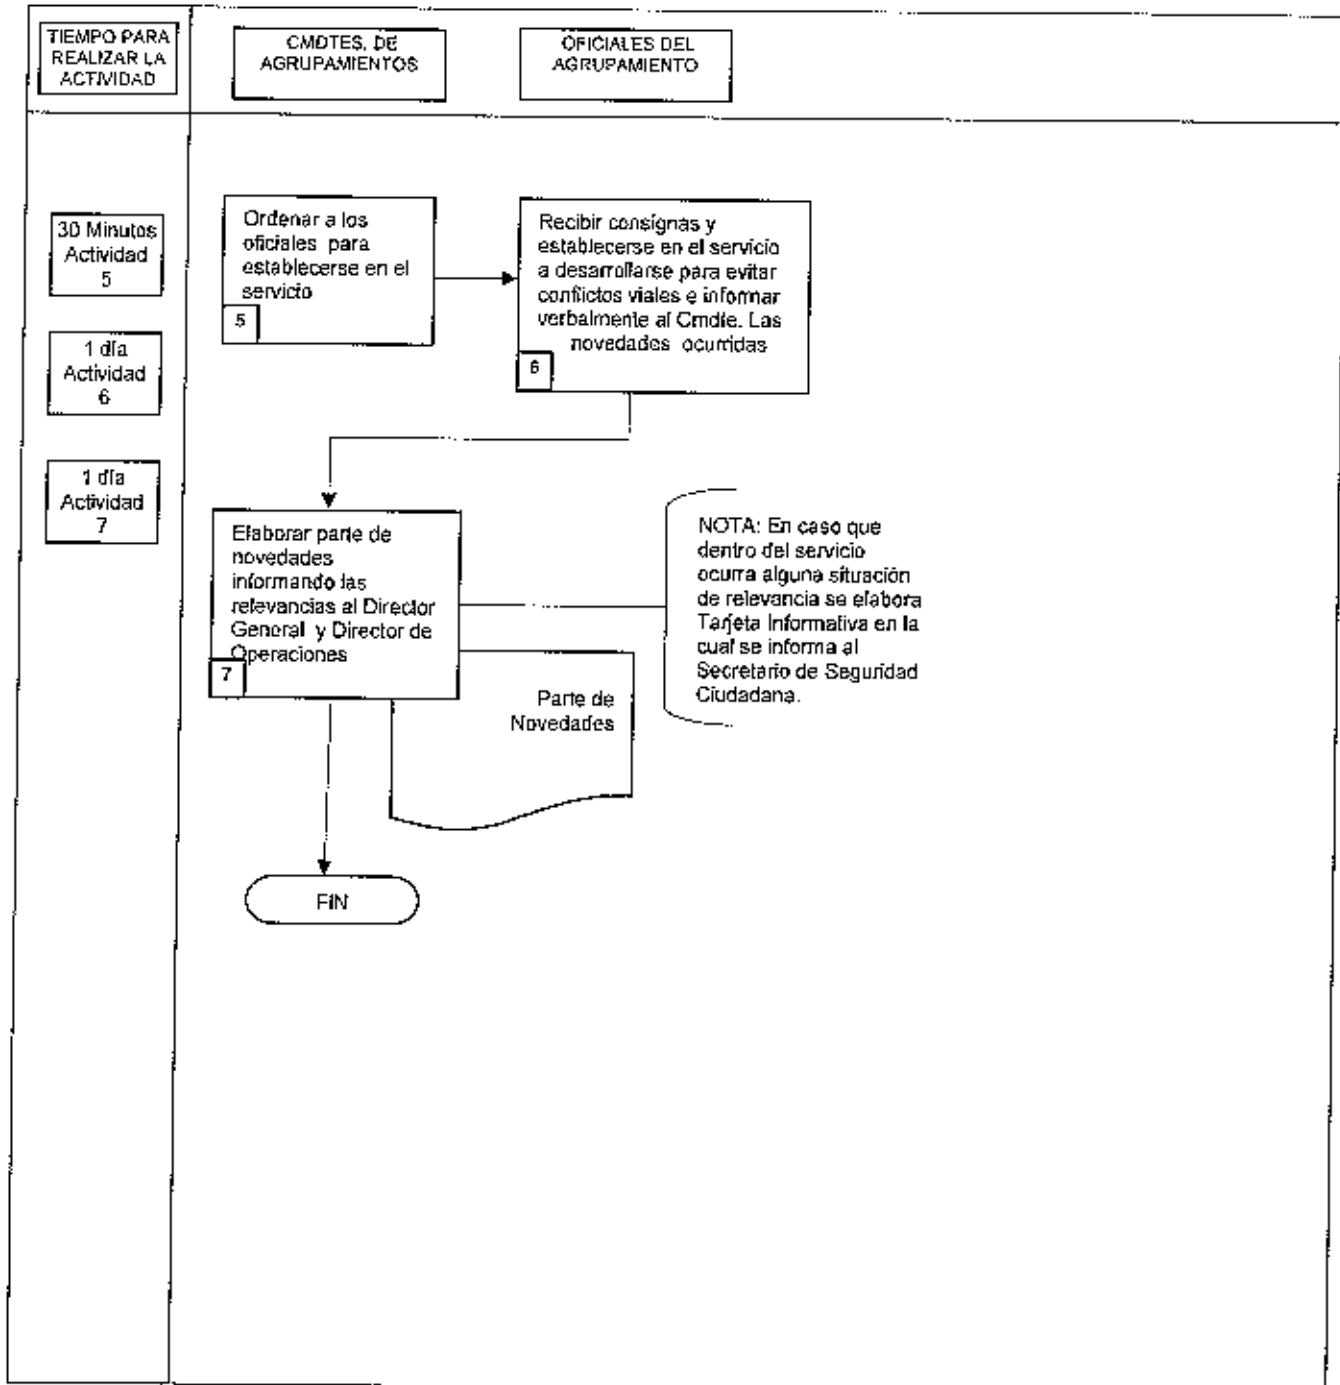 TIEMPO PARA
REALIZAR LA
ACTIVIDAD
CMDTES. DE
AGRUPAMIENTOS
OFICIALES DEL
AGRUPAMIENTO
30 Minutos
Actividad
5
Ordenar a los
oficiales para
establecerse en el
servicio
5
Recibir consignas y
establecerse en el servicio
a desarrollarse para evitar
conflictos viales e informar
verbalmente al Cmdte. Las
novedades ocurridas
6
1 día
Actividad
6
1 día
Actividad
7
Elaborar parte de
novedades
informando las
relevancias al Director
General y Director de
Operaciones
7
Parte de
Novedades
NOTA: En caso que
dentro del servicio
ocurra alguna situación
de relevancia se elabora
Tarjeta Informativa en la
cual se informa al
Secretario de Seguridad
Ciudadana.
FIN